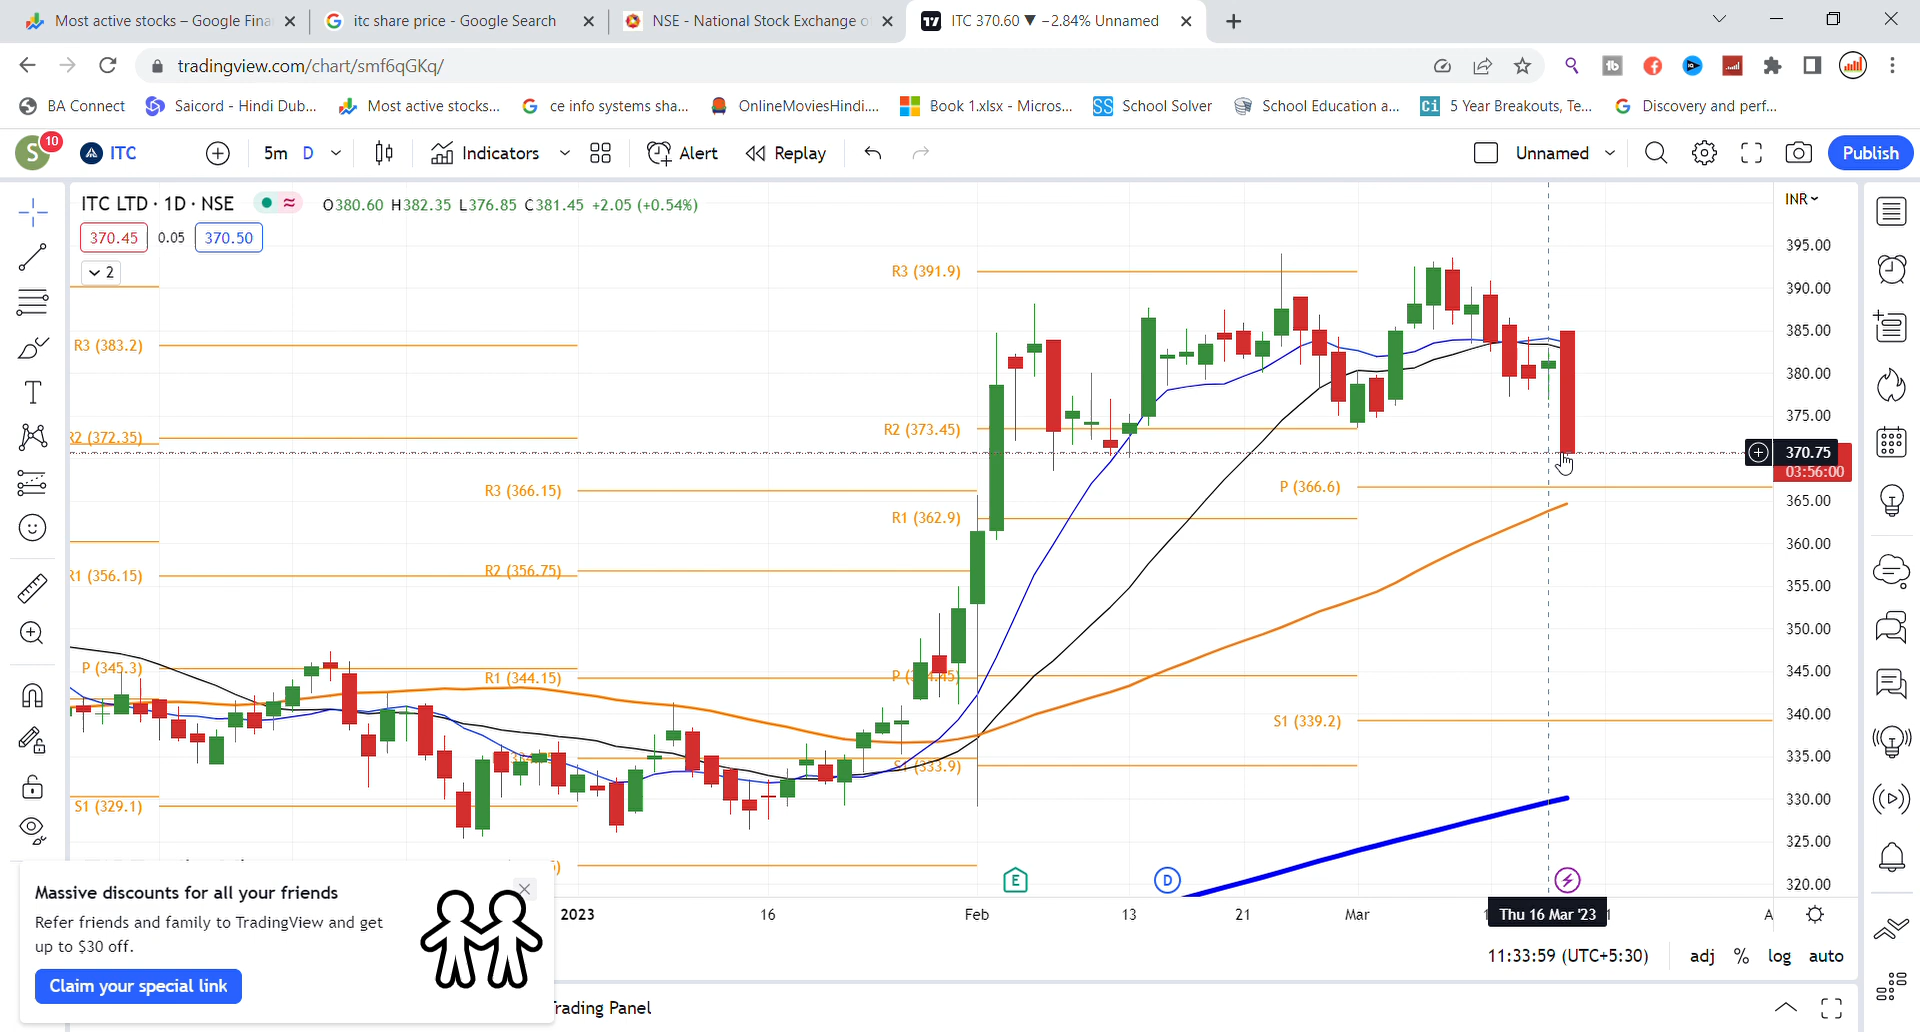 Most active stocks – Google Fina
itc share price - Google Search
NSE - National Stock Exchange o
ITC 370.60 ▼ −2.84% Unnamed
tradingview.com/chart/smf6qGKq/
BA Connect
Saicord - Hindi Dub...
Most active stocks...
ce info systems sha...
OnlineMoviesHindi....
Book 1.xlsx - Micros...
School Solver
School Education a...
5 Year Breakouts, Te...
Discovery and perf...
S 10
ITC
5m D
Indicators
Alert
Replay
Unnamed
Publish
ITC LTD · 1D · NSE
O380.60 H382.35 L376.85 C381.45 +2.05 (+0.54%)
INR
370.45 0.05 370.50
2
395.00
R3 (391.9)
390.00
385.00
R3 (383.2)
380.00
375.00
R2 (373.45)
R2 (372.35)
370.75
03:56:00
P (366.6)
R3 (366.15)
365.00
R1 (362.9)
360.00
R2 (356.75)
R1 (356.15)
355.00
350.00
P (345.3)
345.00
R1 (344.15)
340.00
S1 (339.2)
335.00
S1 (333.9)
330.00
S1 (329.1)
325.00
320.00
E
D
2023
16
Feb
13
21
Mar
Thu 16 Mar '23
A
Massive discounts for all your friends
Refer friends and family to TradingView and get
up to $30 off.
Claim your special link
11:33:59 (UTC+5:30)
adj % log auto
rading Panel